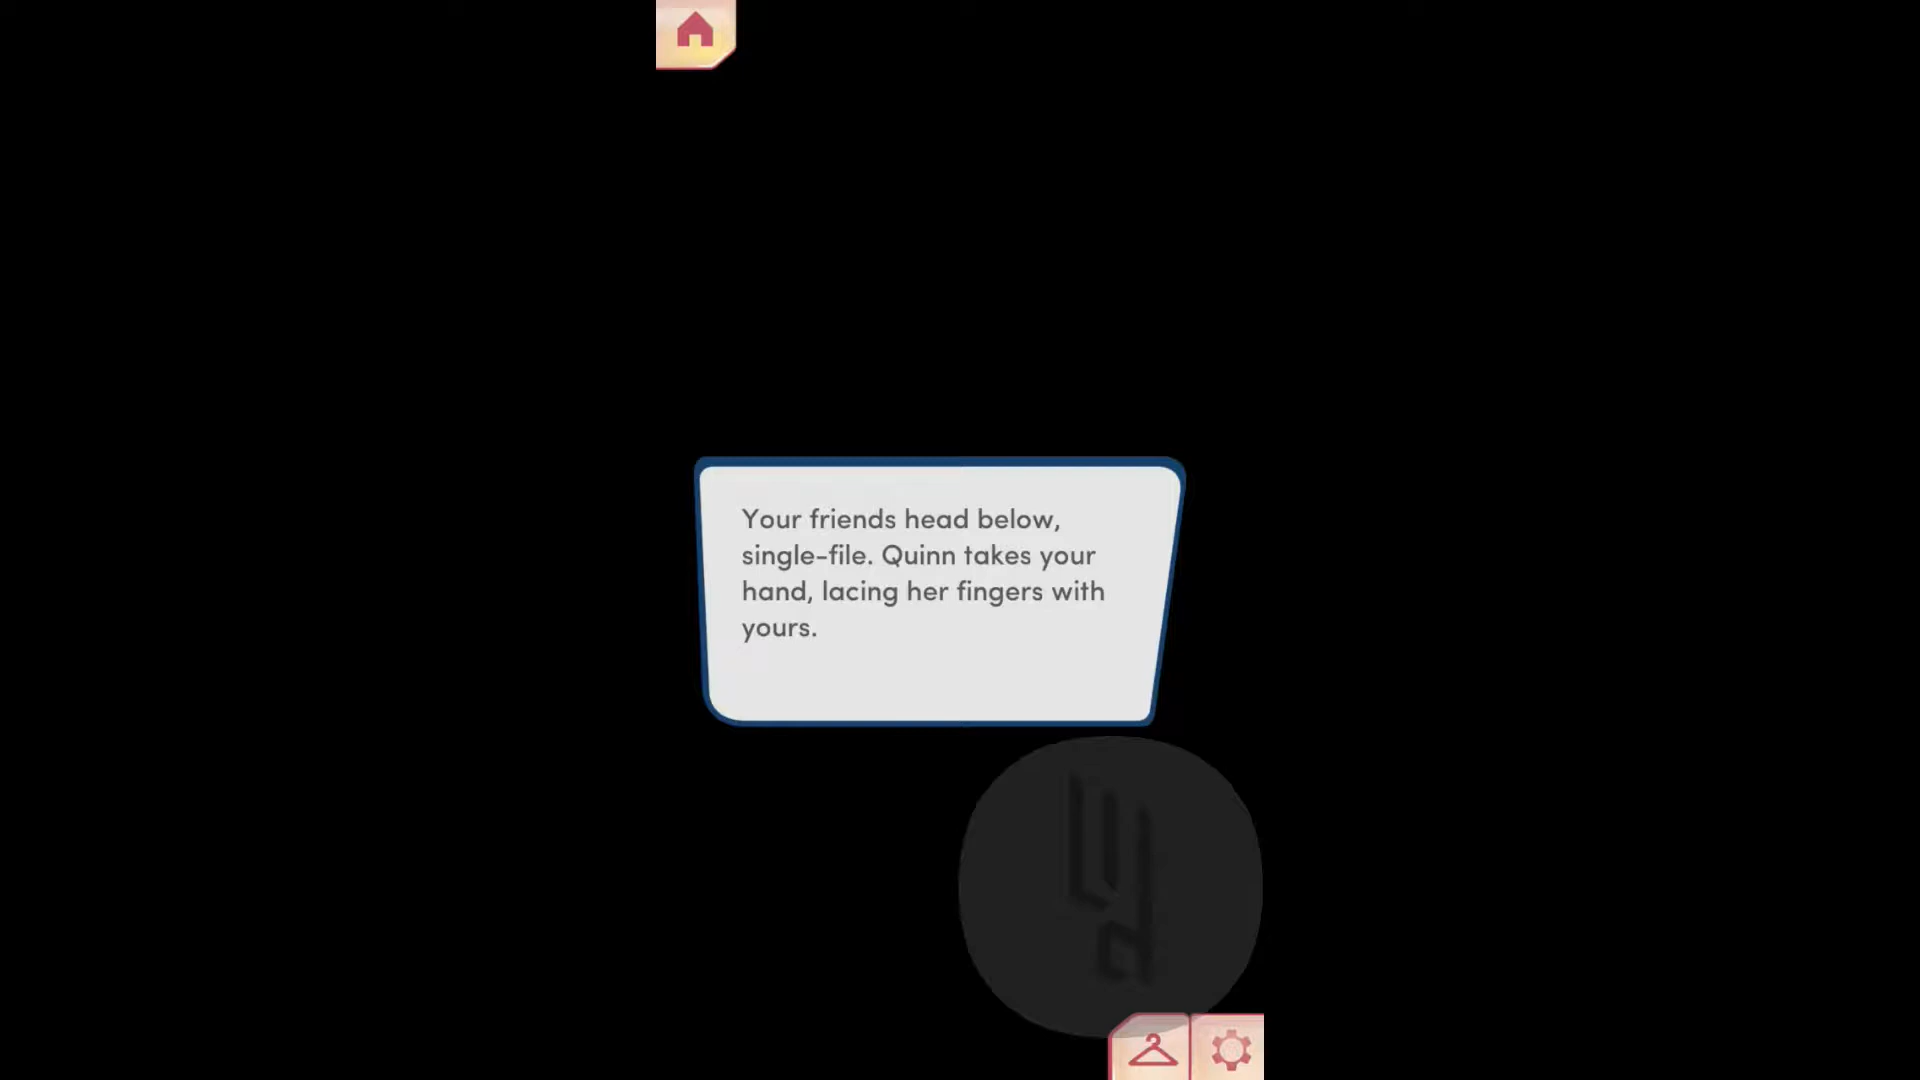 Your friends head below,
single-file. Quinn takes your
hand, lacing her fingers with
yours.